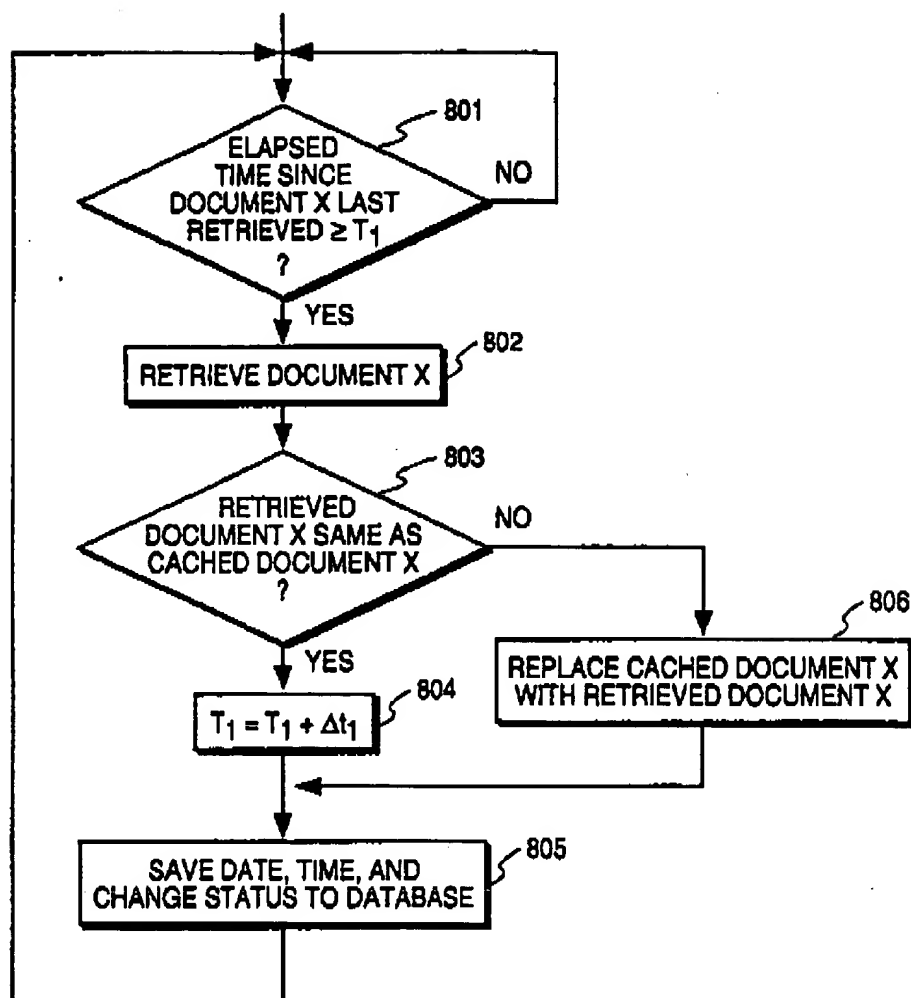 801
ELAPSED
TIME SINCE
DOCUMENT X LAST
RETRIEVED ≥ T₁
?
NO
YES
802
RETRIEVE DOCUMENT X
803
RETRIEVED
DOCUMENT X SAME AS
CACHED DOCUMENT X
?
NO
806
REPLACE CACHED DOCUMENT X
WITH RETRIEVED DOCUMENT X
YES
804
T₁ = T₁ + Δt₁
805
SAVE DATE, TIME, AND
CHANGE STATUS TO DATABASE